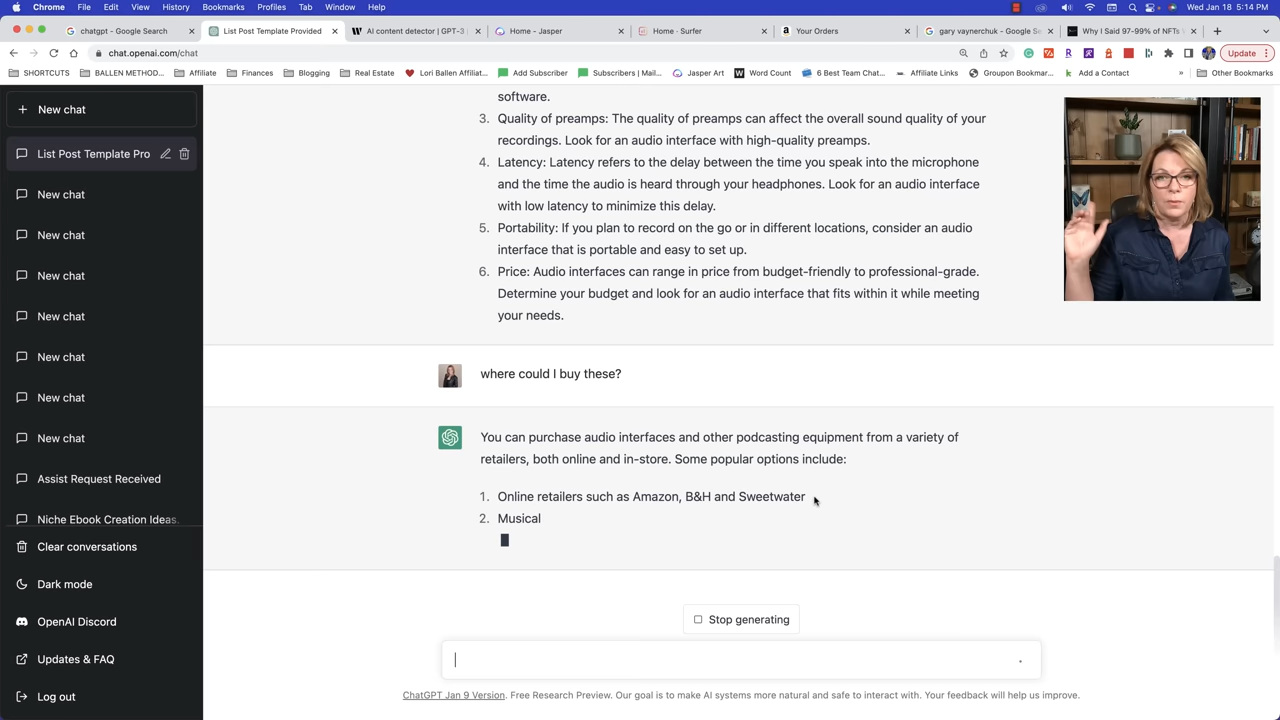 Chrome File Edit View History Bookmarks Profiles Tab Window Help Wed Jan 18 5:14 PM
chatgpt - Google Search List Post Template Provided AI content detector | GPT-3 Home - Jasper Home - Surfer Your Orders gary vaynerchuk - Google Se Why I Said 97-99% of NFTs
chat.openai.com/chat Update
SHORTCUTS BALLEN METHOD... Affiliate Finances Blogging Real Estate Lori Ballen Affiliat... Add Subscriber Subscribers | Mail... Jasper Art Word Count 6 Best Team Chat... Affiliate Links Groupon Bookmar... Add a Contact » Other Bookmarks
New chat
List Post Template Pro
New chat
New chat
New chat
New chat
New chat
New chat
New chat
Assist Request Received
Niche Ebook Creation Ideas.
Clear conversations
Dark mode
OpenAI Discord
Updates & FAQ
Log out
software.
3. Quality of preamps: The quality of preamps can affect the overall sound quality of your
recordings. Look for an audio interface with high-quality preamps.
4. Latency: Latency refers to the delay between the time you speak into the microphone
and the time the audio is heard through your headphones. Look for an audio interface
with low latency to minimize this delay.
5. Portability: If you plan to record on the go or in different locations, consider an audio
interface that is portable and easy to set up.
6. Price: Audio interfaces can range in price from budget-friendly to professional-grade.
Determine your budget and look for an audio interface that fits within it while meeting
your needs.
where could I buy these?
You can purchase audio interfaces and other podcasting equipment from a variety of
retailers, both online and in-store. Some popular options include:
1. Online retailers such as Amazon, B&H and Sweetwater
2. Musical
Stop generating
ChatGPT Jan 9 Version. Free Research Preview. Our goal is to make AI systems more natural and safe to interact with. Your feedback will help us improve.